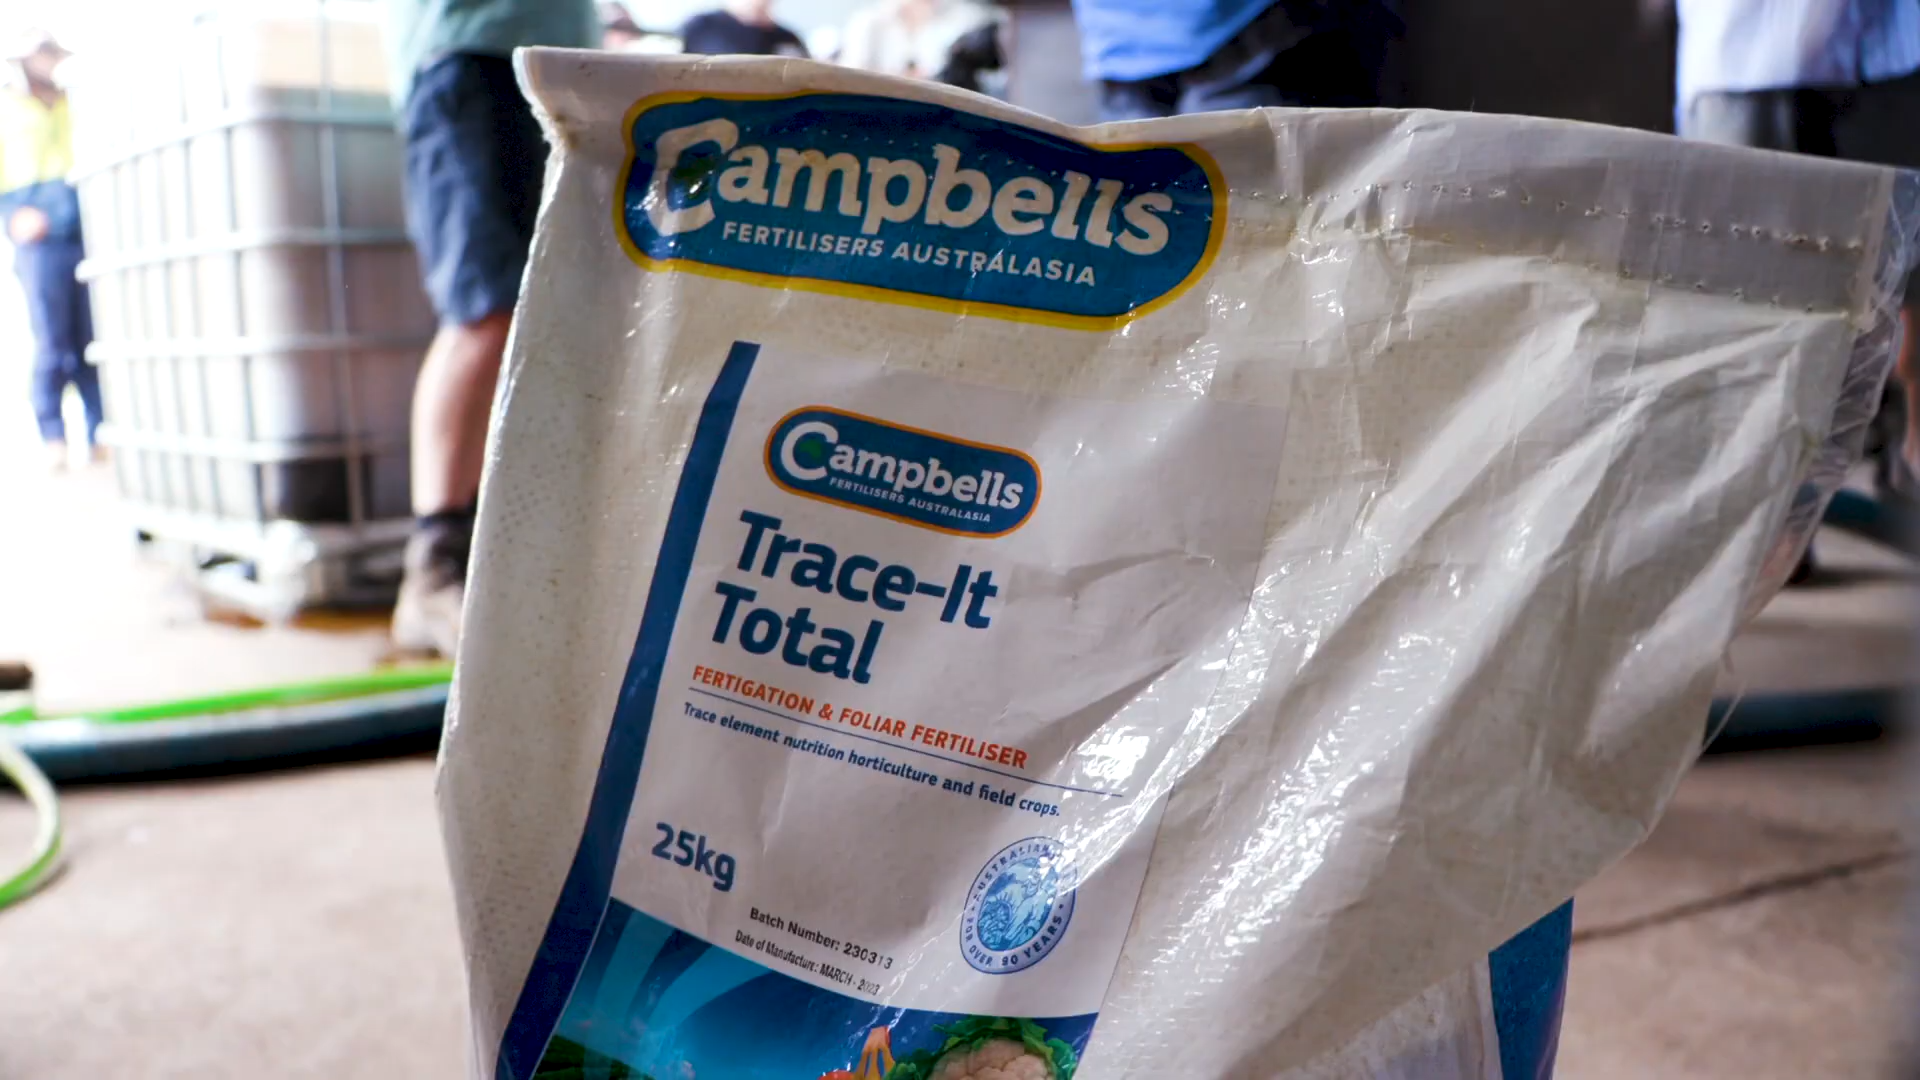 Campbells
FERTILISERS AUSTRALASIA
Campbells
FERTILISERS AUSTRALASIA
Trace-It
Total
FERTIGATION & FOLIAR FERTILISER
Trace element nutrition horticulture and field crops.
25kg
AUSTRALIAN
FOR OVER 90 YEARS
Batch Number: 230313
Date of Manufacture: MARCH - 2023